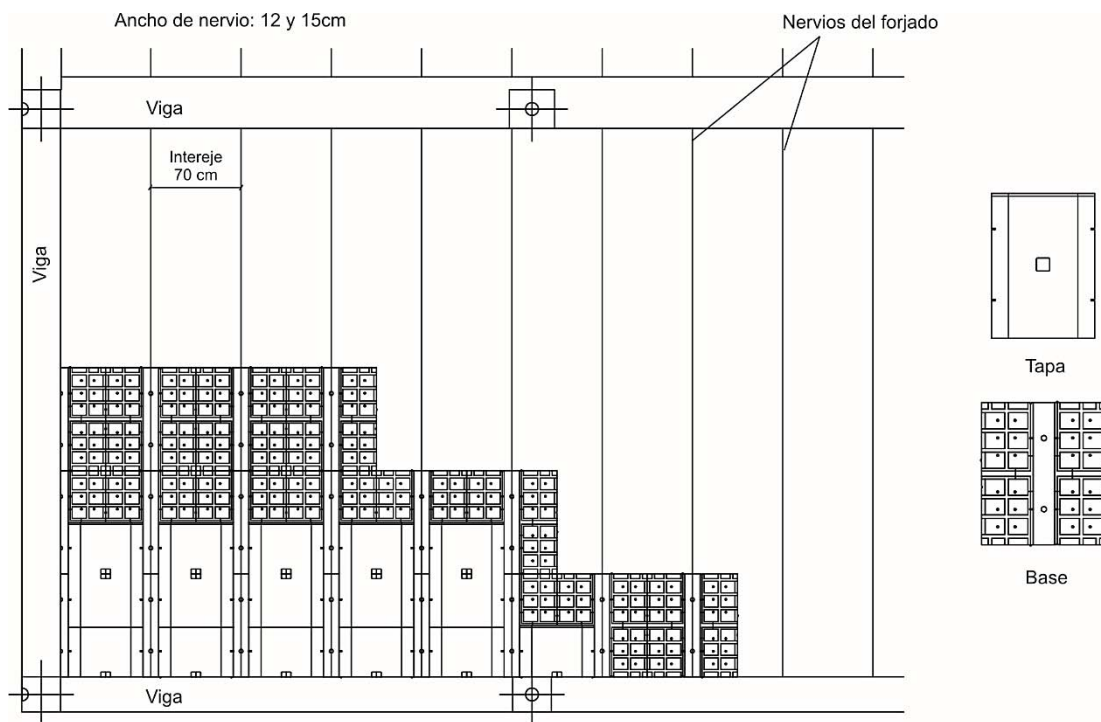 Ancho de nervio: 12 y 15cm
Nervios del forjado
Viga
Intereje
70 cm
Viga
Tapa
Base
Viga